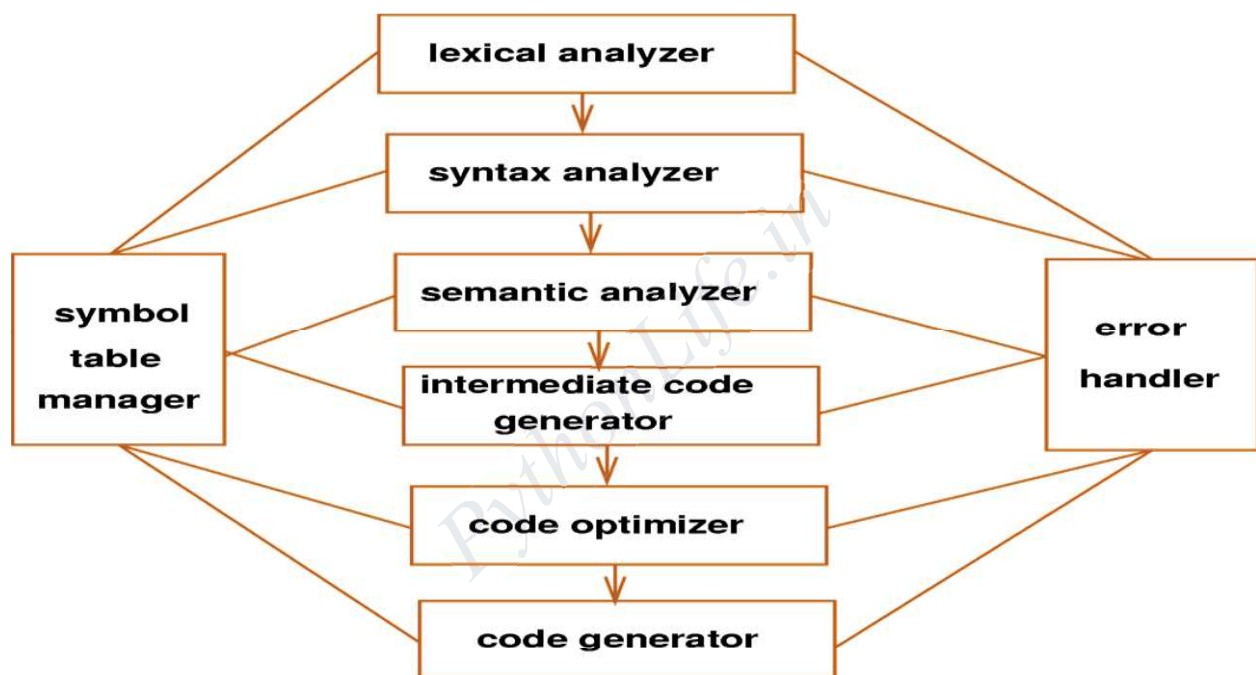 lexical analyzer
syntax analyzer
semantic analyzer
symbol
table
manager
error
handler
intermediate code
generator
code optimizer
code generator
PythonLife.in